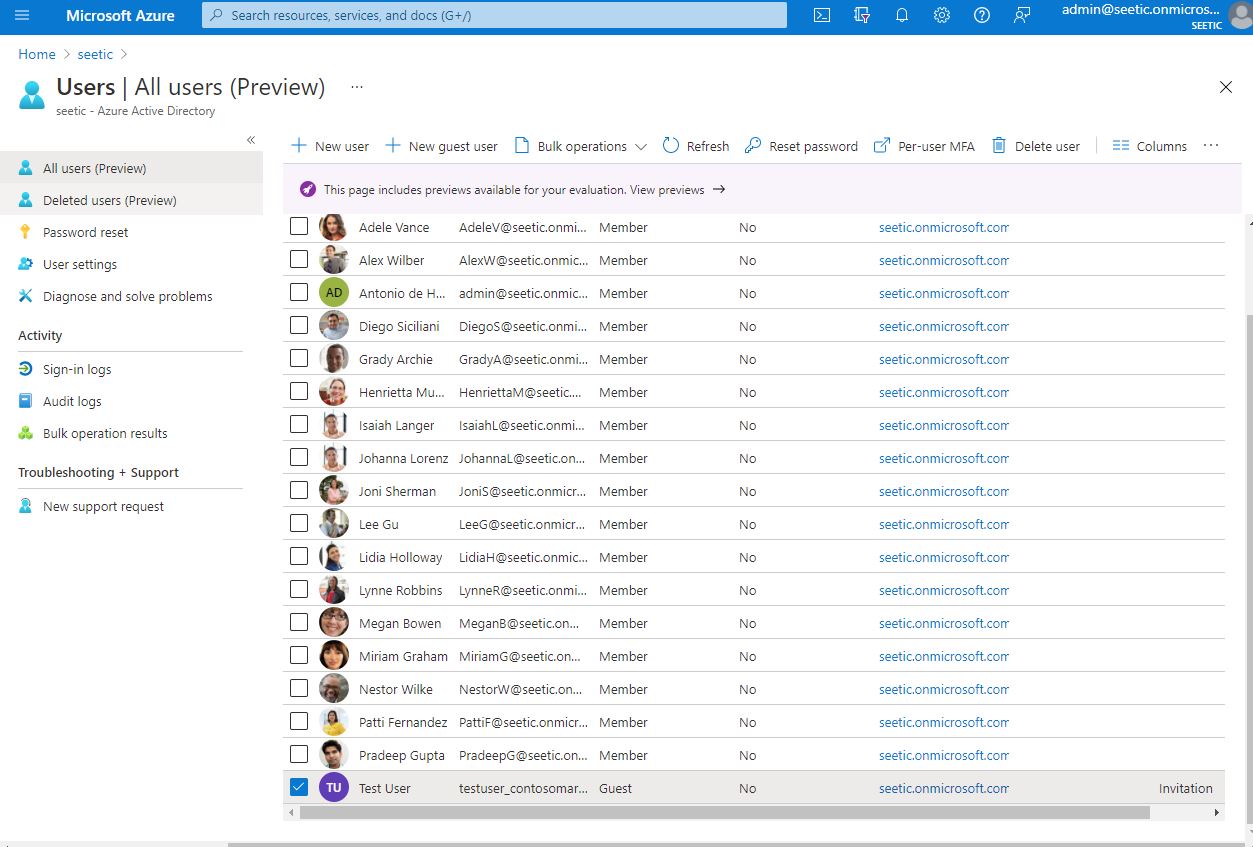 Microsoft Azure
Search resources, services, and docs (G+/)
admin@seetic.onmicros...
SEETIC
Home > seetic >
Users | All users (Preview) ...
seetic - Azure Active Directory
«
All users (Preview)
Deleted users (Preview)
Password reset
User settings
Diagnose and solve problems
Activity
Sign-in logs
Audit logs
Bulk operation results
Troubleshooting + Support
New support request
New user New guest user Bulk operations Refresh Reset password Per-user MFA Delete user Columns ...
This page includes previews available for your evaluation. View previews →
Adele Vance AdeleV@seetic.onmi... Member No seetic.onmicrosoft.com
Alex Wilber AlexW@seetic.onmic... Member No seetic.onmicrosoft.com
AD Antonio de H... admin@seetic.onmic... Member No seetic.onmicrosoft.com
Diego Siciliani DiegoS@seetic.onmi... Member No seetic.onmicrosoft.com
Grady Archie GradyA@seetic.onmi... Member No seetic.onmicrosoft.com
Henrietta Mu... HenriettaM@seetic.... Member No seetic.onmicrosoft.com
Isaiah Langer IsaiahL@seetic.onmi... Member No seetic.onmicrosoft.com
Johanna Lorenz JohannaL@seetic.on... Member No seetic.onmicrosoft.com
Joni Sherman JoniS@seetic.onmicr... Member No seetic.onmicrosoft.com
Lee Gu LeeG@seetic.onmicr... Member No seetic.onmicrosoft.com
Lidia Holloway LidiaH@seetic.onmic... Member No seetic.onmicrosoft.com
Lynne Robbins LynneR@seetic.onmi... Member No seetic.onmicrosoft.com
Megan Bowen MeganB@seetic.on... Member No seetic.onmicrosoft.com
Miriam Graham MiriamG@seetic.on... Member No seetic.onmicrosoft.com
Nestor Wilke NestorW@seetic.on... Member No seetic.onmicrosoft.com
Patti Fernandez PattiF@seetic.onmicr... Member No seetic.onmicrosoft.com
Pradeep Gupta PradeepG@seetic.on... Member No seetic.onmicrosoft.com
TU Test User testuser_contosomar... Guest No seetic.onmicrosoft.com Invitation